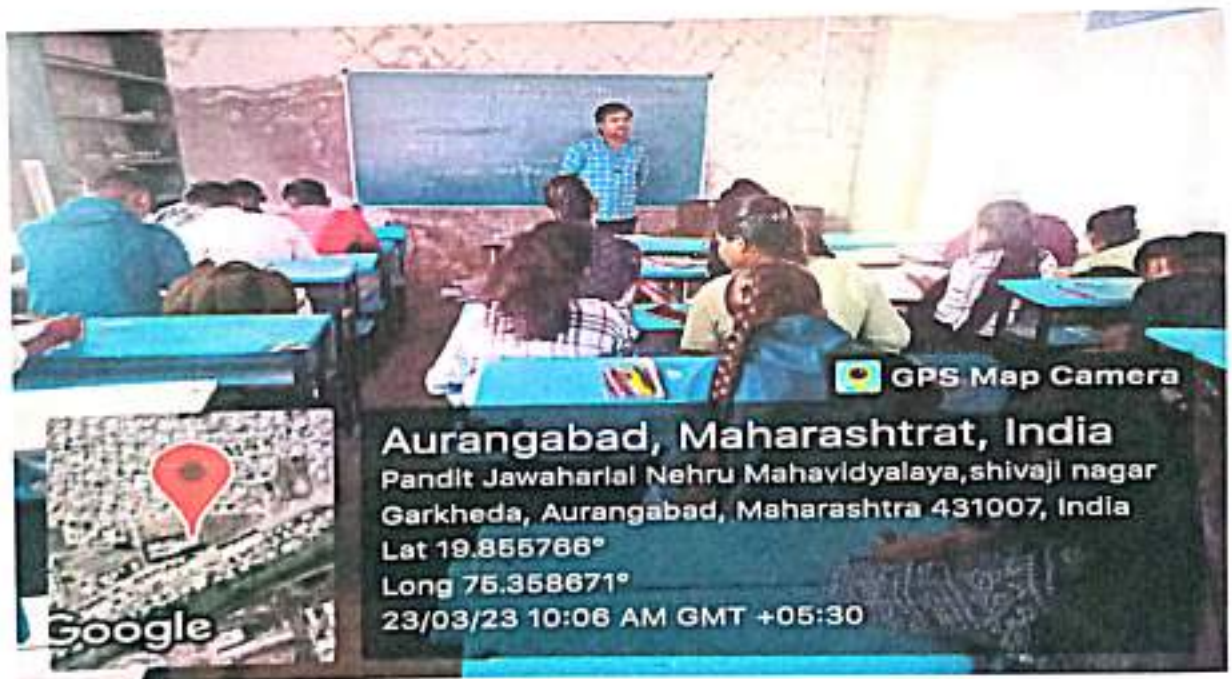 GPS Map Camera
Aurangabad, Maharashtrat, India
Pandit Jawaharlal Nehru Mahavidyalaya,shivaji nagar
Garkheda, Aurangabad, Maharashtra 431007, India
Lat 19.855766°
Long 75.358671°
23/03/23 10:06 AM GMT +05:30
Google